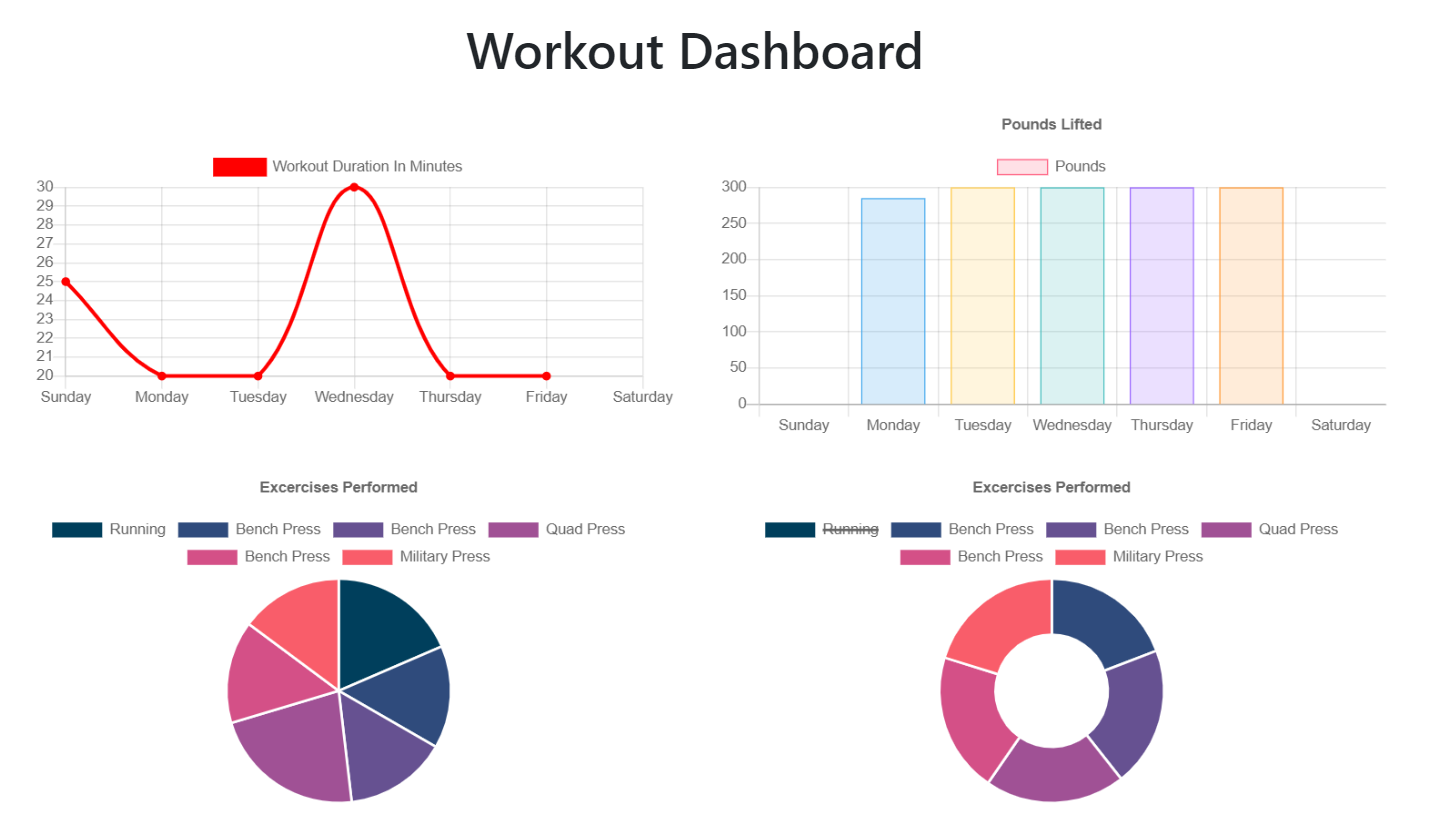 Workout Dashboard
Workout Duration In Minutes
30
29
28
27
26
25
24
23
22
21
20
Sunday Monday Tuesday Wednesday Thursday Friday Saturday
Pounds Lifted
Pounds
300
250
200
150
100
50
0
Sunday Monday Tuesday Wednesday Thursday Friday Saturday
Excercises Performed
Running Bench Press Bench Press Quad Press
Bench Press Military Press
Excercises Performed
Running Bench Press Bench Press Quad Press
Bench Press Military Press